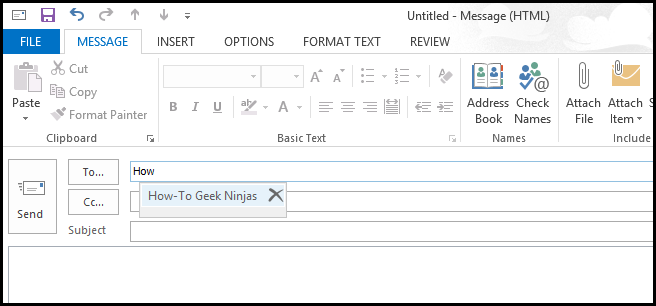 Untitled - Message (HTML)
FILE MESSAGE INSERT OPTIONS FORMAT TEXT REVIEW
Paste
Cut
Copy
Format Painter
Clipboard
B I U
Basic Text
Address Book
Check Names
Names
Attach File
Attach Item
Include
Send
To... How
How-To Geek Ninjas
Cc...
Subject